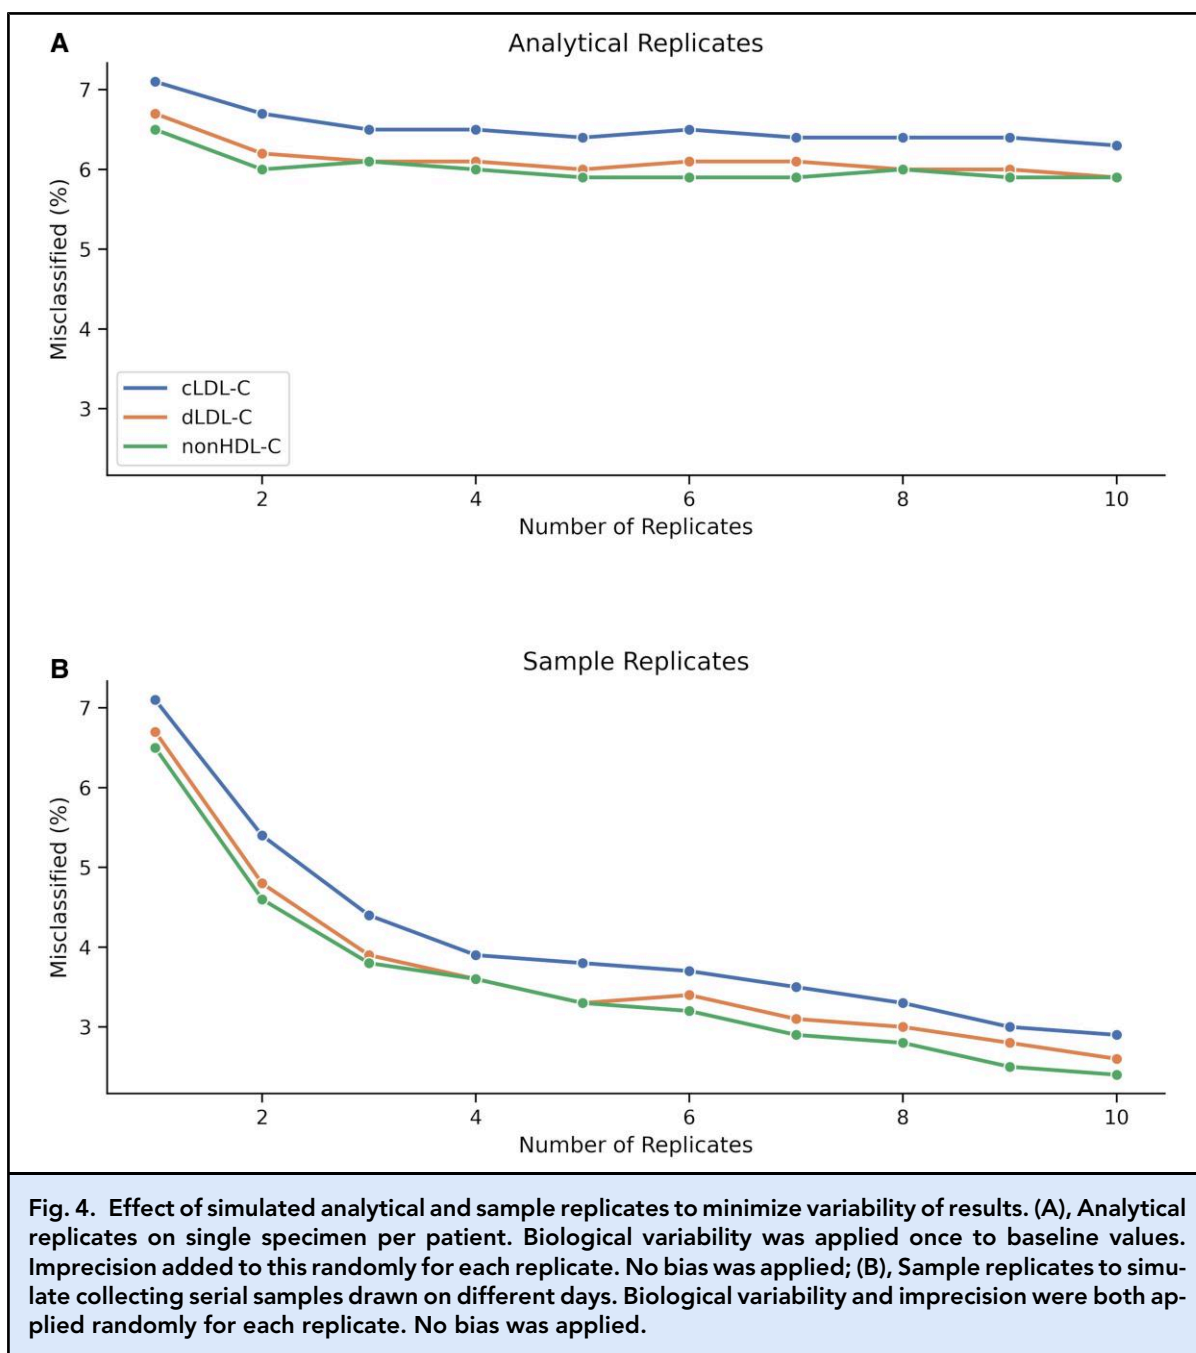 A
Analytical Replicates
7
6
5
4
3
Misclassified (%)
cLDL-C
dLDL-C
nonHDL-C
2 4 6 8 10
Number of Replicates
B
Sample Replicates
7
6
5
4
3
Misclassified (%)
2 4 6 8 10
Number of Replicates
Fig. 4. Effect of simulated analytical and sample replicates to minimize variability of results. (A), Analytical
replicates on single specimen per patient. Biological variability was applied once to baseline values.
Imprecision added to this randomly for each replicate. No bias was applied; (B), Sample replicates to simu-
late collecting serial samples drawn on different days. Biological variability and imprecision were both ap-
plied randomly for each replicate. No bias was applied.